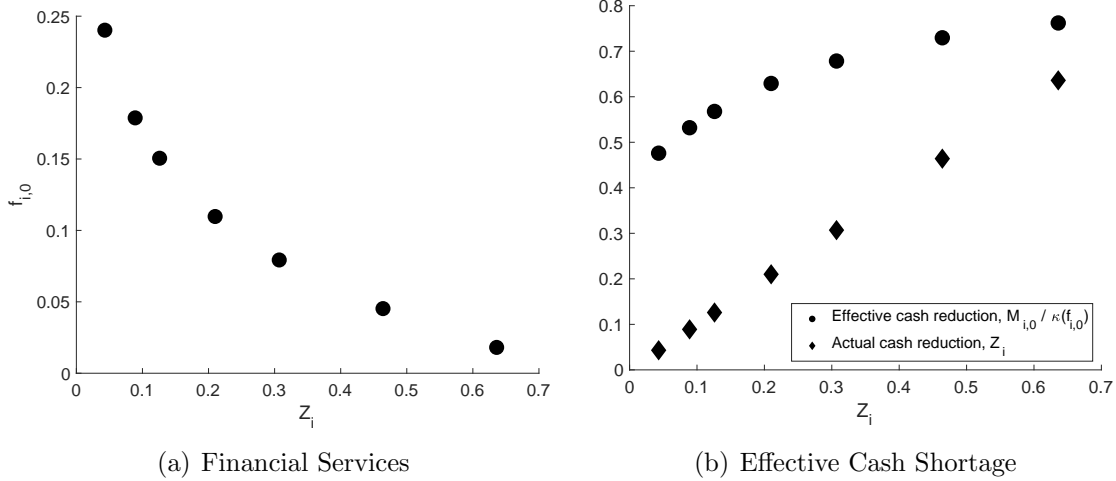 0.25
0.2
0.15
0.1
0.05
0
f_{i,0}
0 0.1 0.2 0.3 0.4 0.5 0.6 0.7
Z_i
(a) Financial Services
0.8
0.7
0.6
0.5
0.4
0.3
0.2
0.1
0
Effective cash reduction, M_{i,0} / κ(f_{i,0})
Actual cash reduction, Z_i
0 0.1 0.2 0.3 0.4 0.5 0.6 0.7
Z_i
(b) Effective Cash Shortage